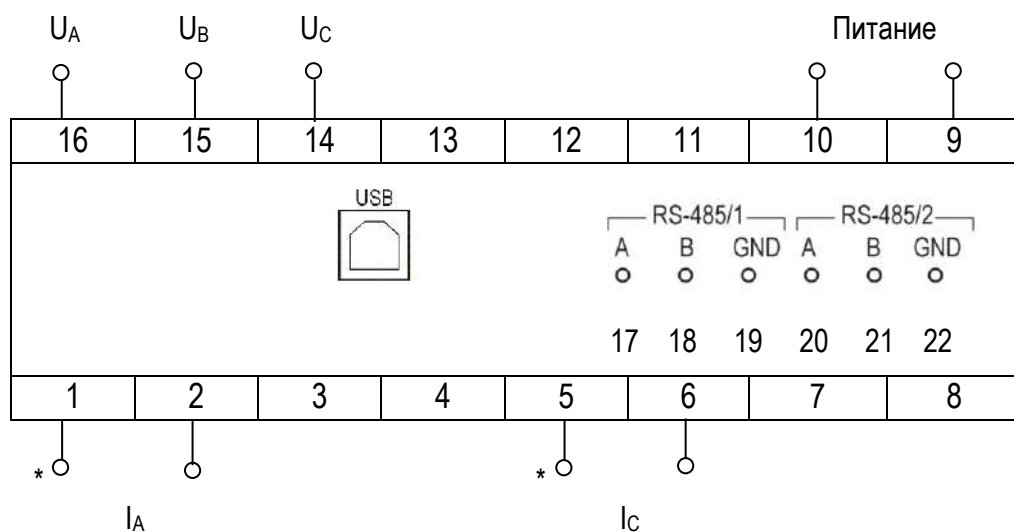 UA UB UC Питание
16 15 14 13 12 11 10 9
USB
RS-485/1 RS-485/2
A B GND A B GND
17 18 19 20 21 22
1 2 3 4 5 6 7 8
* *
IA IC